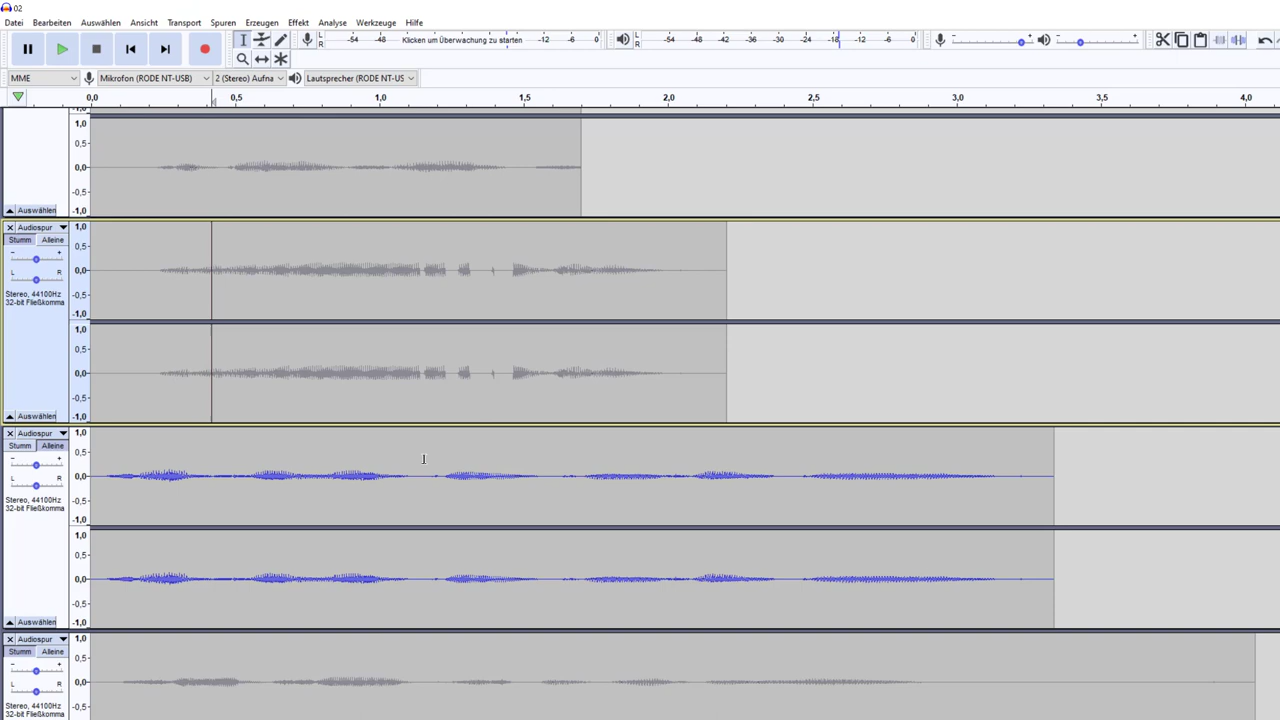 02
Datei Bearbeiten Auswählen Ansicht Transport Spuren Erzeugen Effekt Analyse Werkzeuge Hilfe
L R -54 -48 Klicken um Überwachung zu starten -12 -6 0 L R -54 -48 -42 -36 -30 -24 -18 -12 -6 0
MME Mikrofon (RODE NT-USB) 2 (Stereo) Aufna Lautsprecher (RODE NT-US
0,0 0,5 1,0 1,5 2,0 2,5 3,0 3,5 4,0
1,0
0,5
0,0
-0,5
Auswählen -1,0
Audiospur 1,0
Stumm Alleine
- + 0,5
L R 0,0
Stereo, 44100Hz -0,5
32-bit Fließkomma
-1,0
1,0
0,5
0,0
-0,5
Auswählen -1,0
Audiospur 1,0
Stumm Alleine
- + 0,5
L R 0,0
Stereo, 44100Hz -0,5
32-bit Fließkomma
-1,0
1,0
0,5
0,0
-0,5
Auswählen -1,0
Audiospur 1,0
Stumm Alleine
- + 0,5
L R 0,0
Stereo, 44100Hz -0,5
32-bit Fließkomma